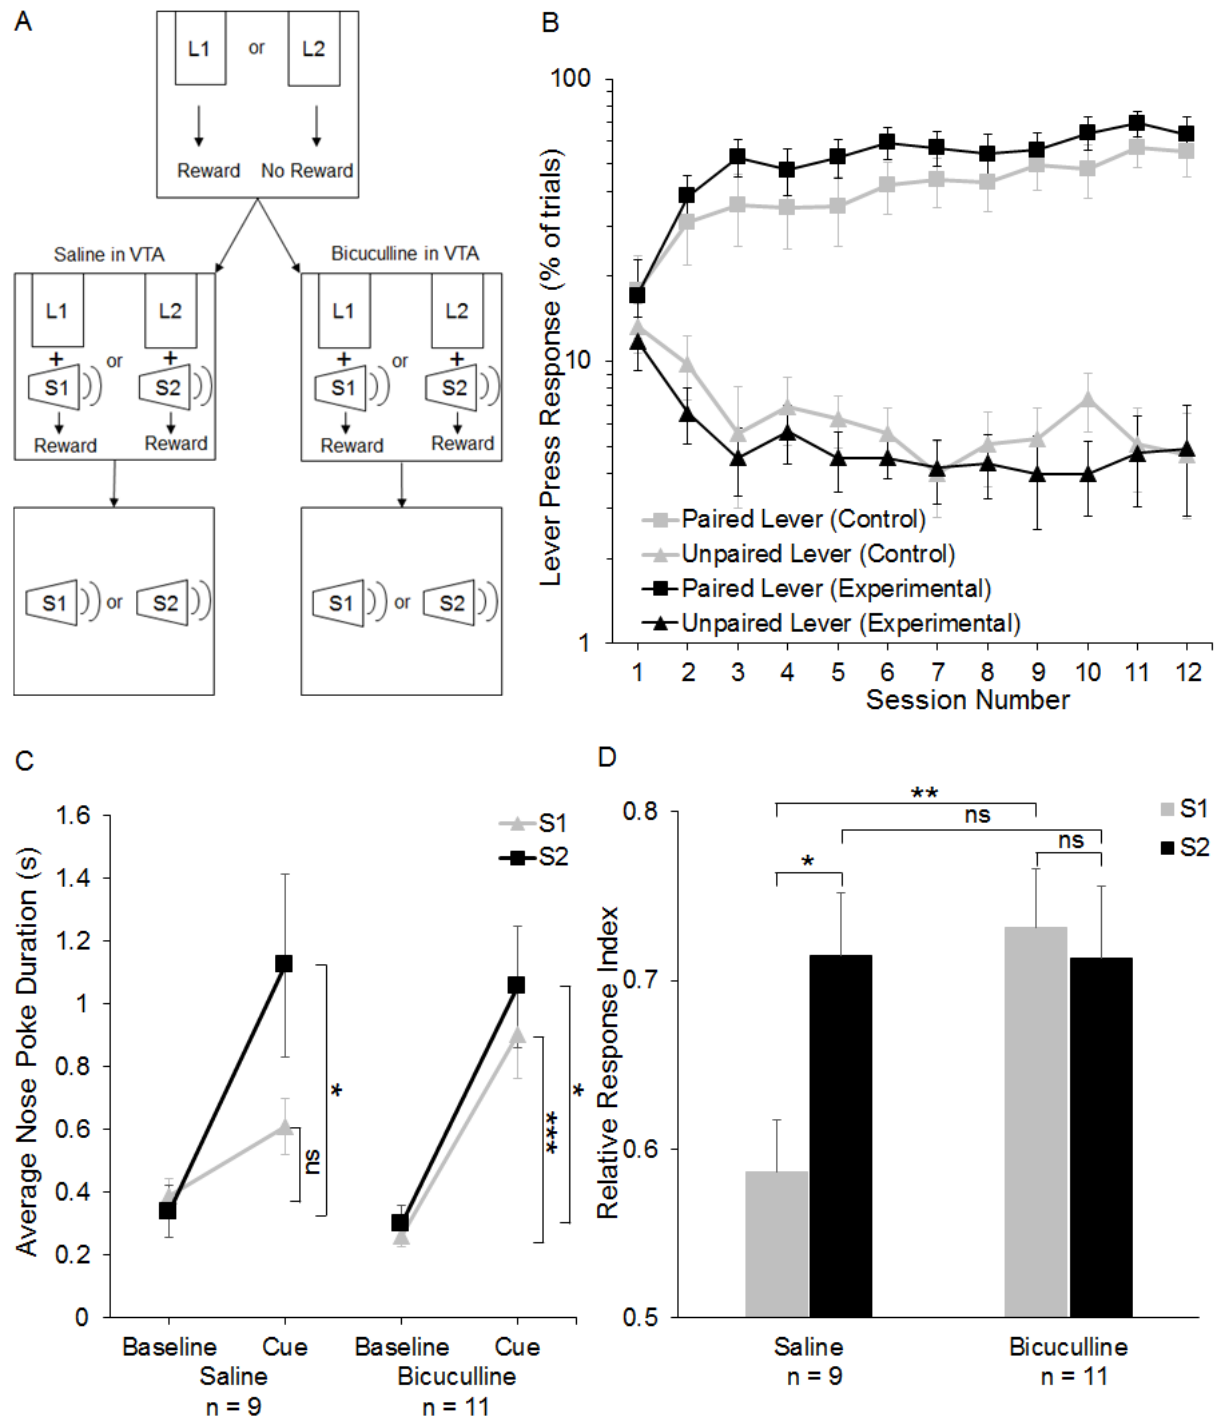 A
L1 or L2
Reward No Reward
Saline in VTA
Bicuculline in VTA
L1 L2
+ or +
S1 S2
Reward Reward
L1 L2
+ or +
S1 S2
Reward Reward
S1 or S2
S1 or S2
B
Lever Press Response (% of trials)
100
10
1
Paired Lever (Control)
Unpaired Lever (Control)
Paired Lever (Experimental)
Unpaired Lever (Experimental)
1 2 3 4 5 6 7 8 9 10 11 12
Session Number
C
Average Nose Poke Duration (s)
1.6
1.4
1.2
1
0.8
0.6
0.4
0.2
0
S1
S2
ns
*
***
*
Baseline Cue Baseline Cue
Saline Bicuculline
n = 9 n = 11
D
Relative Response Index
0.8
0.7
0.6
0.5
**
ns
*
ns
S1
S2
Saline Bicuculline
n = 9 n = 11